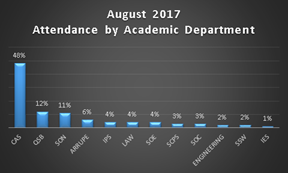 August 2017
Attendance by Academic Department
48%
12%
11%
6%
4%
4%
4%
3%
3%
2%
2%
1%
CAS
QSB
SON
ARRUPE
IPS
LAW
SOE
SCPS
SOC
ENGINEERING
SSW
IES